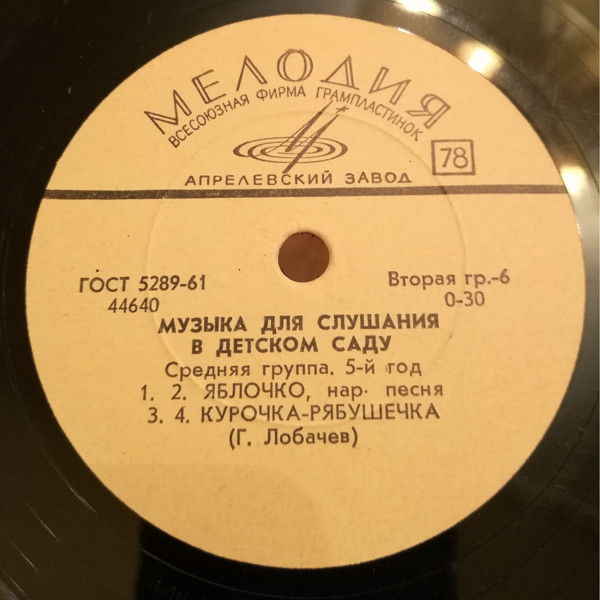 МЕЛОДИЯ
ВСЕСОЮЗНАЯ ФИРМА ГРАМПЛАСТИНОК
78
АПРЕЛЕВСКИЙ ЗАВОД
ГОСТ 5289-61 Вторая гр.-6
44640 0-30
МУЗЫКА ДЛЯ СЛУШАНИЯ
В ДЕТСКОМ САДУ
Средняя группа. 5-й год
1. 2. ЯБЛОЧКО, нар. песня
3. 4. КУРОЧКА-РЯБУШЕЧКА
(Г. Лобачев)